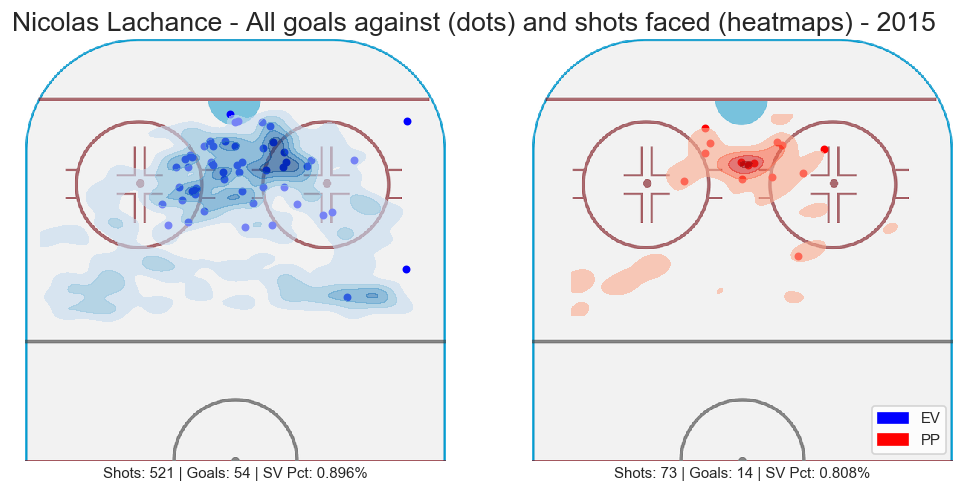 Nicolas Lachance - All goals against (dots) and shots faced (heatmaps) - 2015
EV
PP
Shots: 521 | Goals: 54 | SV Pct: 0.896%
Shots: 73 | Goals: 14 | SV Pct: 0.808%